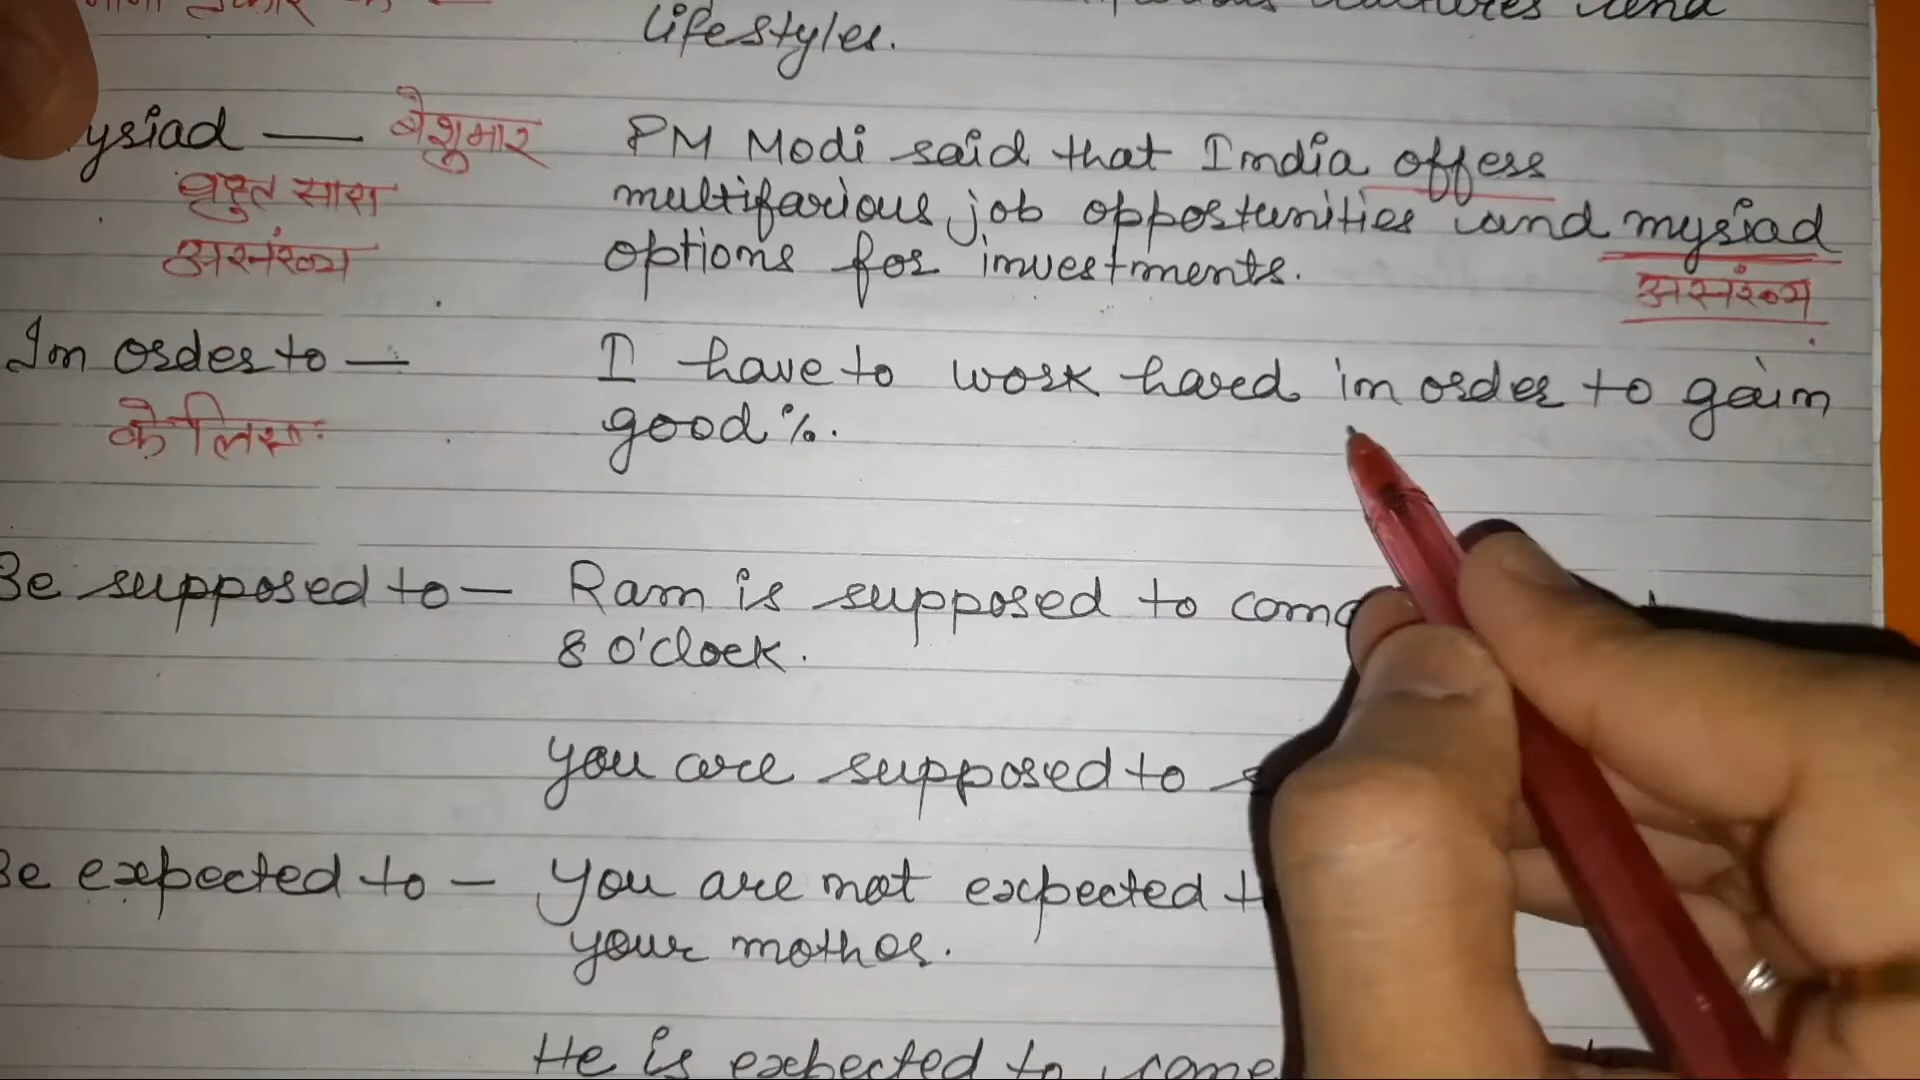 lifestyles.
ysiad — बेशुमार PM Modi said that India offers
बहुत सारा multifarious job opportunities and myriad
असंख्य options for investments. असंख्य
In order to — I have to work hard in order to gain
के लिए good %.
Be supposed to — Ram is supposed to com
8 o'clock.
you are supposed to
Be expected to — you are not expected t
your mother.
He is expected to come